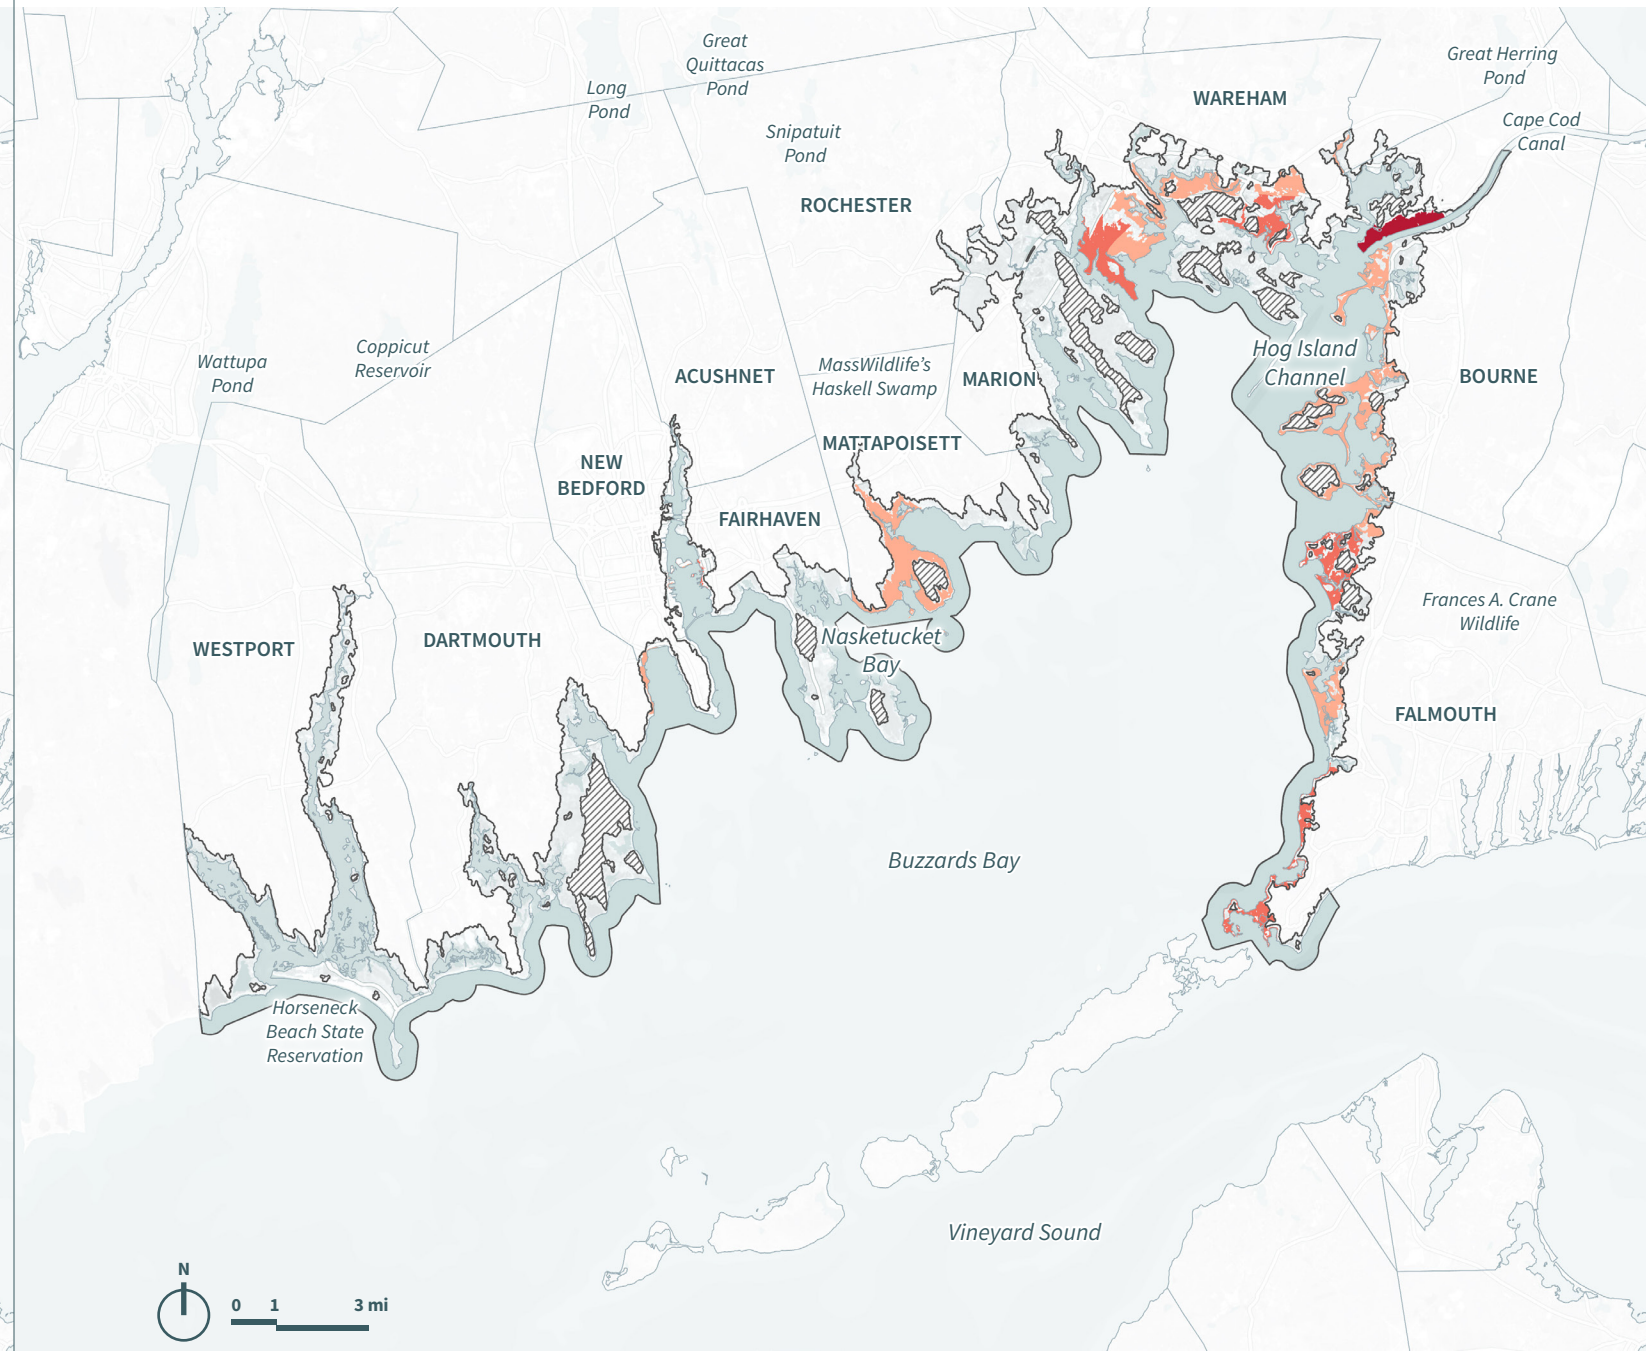 Great
Quittacas
Pond
Great Herring
Pond
Long
Pond
WAREHAM
Cape Cod
Canal
Snipatuit
Pond
ROCHESTER
Hog Island
Channel
Wattupa
Pond
Coppicut
Reservoir
ACUSHNET
MassWildlife's
Haskell Swamp
MARION
BOURNE
MATTAPOISETT
NEW
BEDFORD
FAIRHAVEN
Frances A. Crane
Wildlife
WESTPORT
DARTMOUTH
Nasketucket
Bay
FALMOUTH
Buzzards Bay
Horseneck
Beach State
Reservation
Vineyard Sound
N
0 1 3 mi